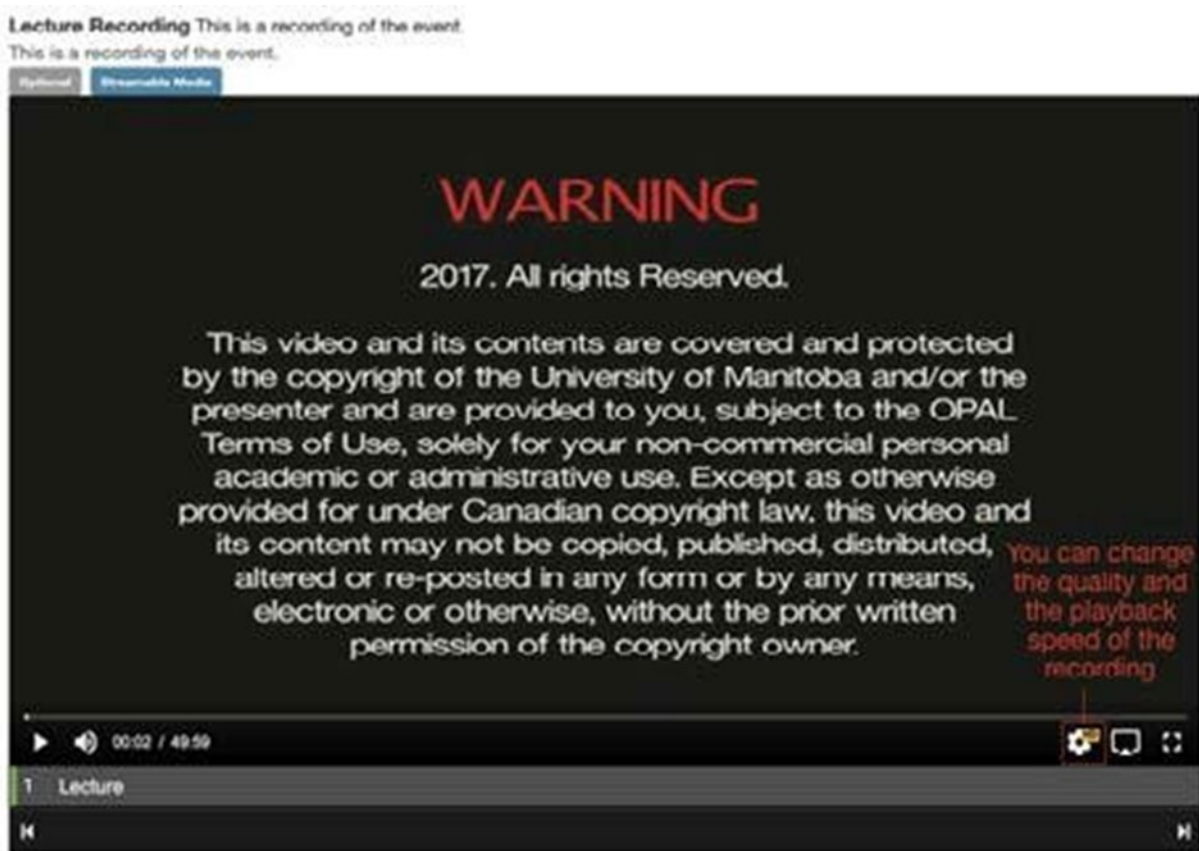 Lecture Recording This is a recording of the event.
This is a recording of the event.
Optional Streamable Media
WARNING
2017. All rights Reserved.
This video and its contents are covered and protected
by the copyright of the University of Manitoba and/or the
presenter and are provided to you, subject to the OPAL
Terms of Use, solely for your non-commercial personal
academic or administrative use. Except as otherwise
provided for under Canadian copyright law, this video and
its content may not be copied, published, distributed,
altered or re-posted in any form or by any means,
electronic or otherwise, without the prior written
permission of the copyright owner.
You can change
the quality and
the playback
speed of the
recording
00:02 / 49:59
1 Lecture